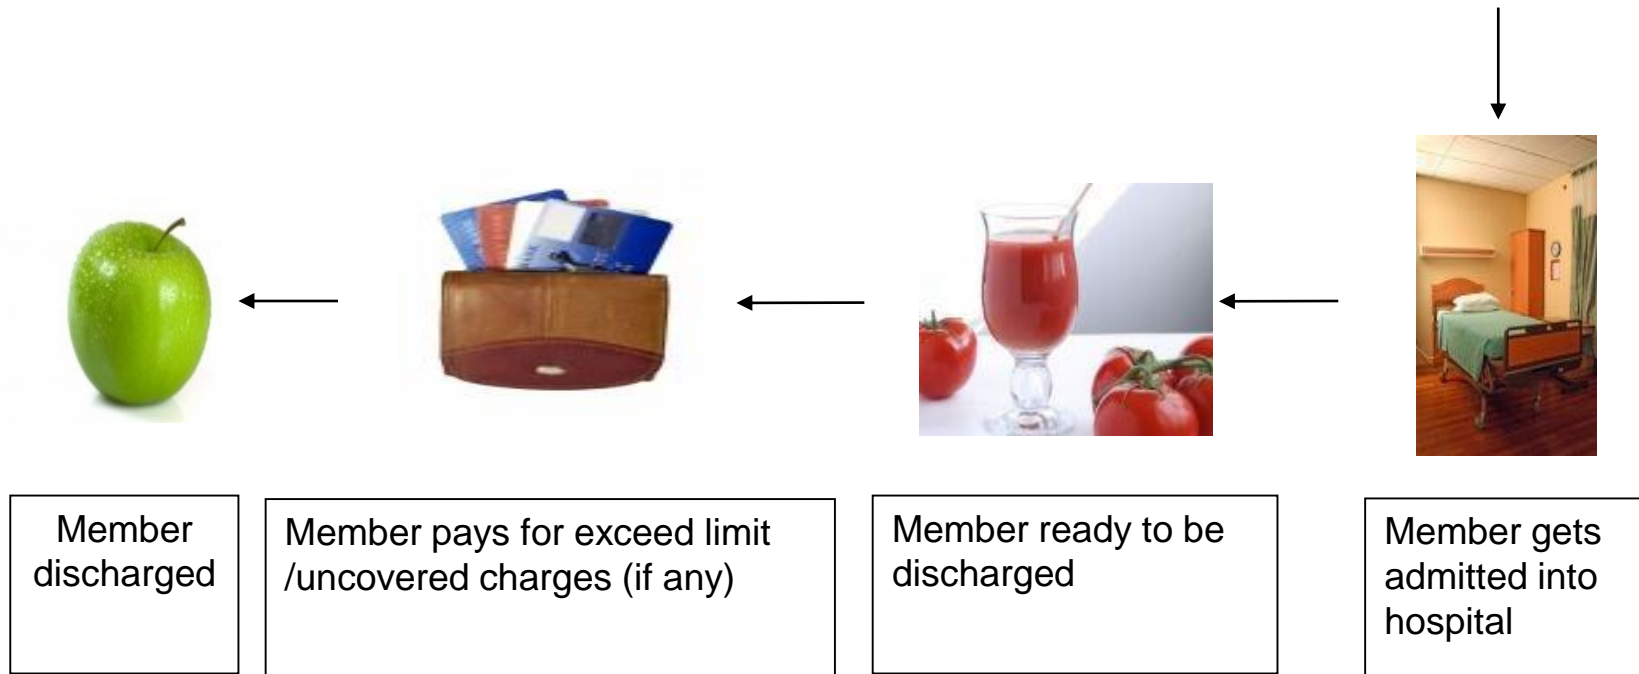 Member
discharged
Member pays for exceed limit
/uncovered charges (if any)
Member ready to be
discharged
Member gets
admitted into
hospital